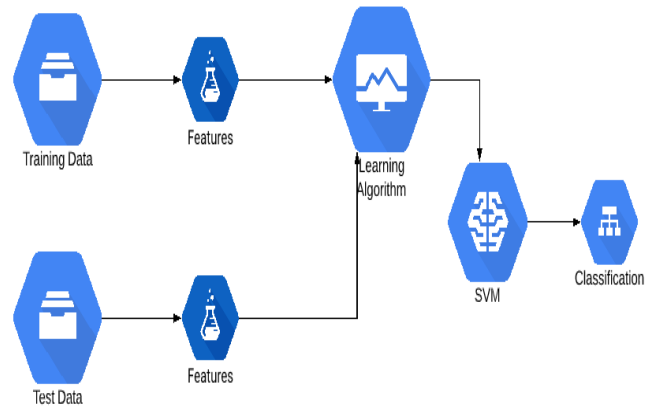 Training Data
Features
Learning
Algorithm
SVM
Classification
Test Data
Features